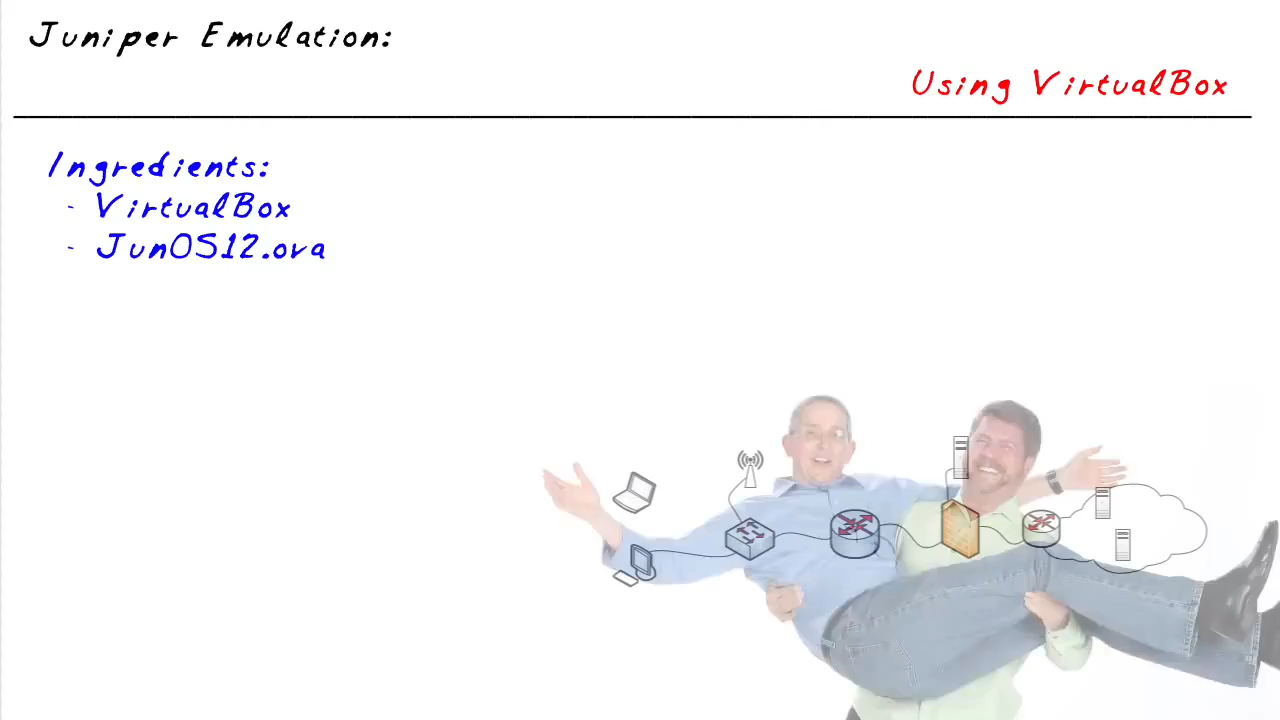 Juniper Emulation:
Using VirtualBox
Ingredients:
- VirtualBox
- JunOS12.ova